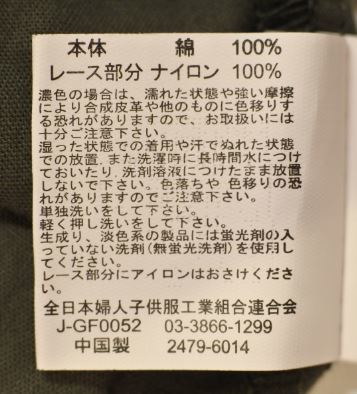 本体 綿 100%
レース部分 ナイロン 100%
濃色の場合は、濡れた状態や強い摩擦
により合成皮革や他のものに色移りす
る恐れがありますので、お取扱いには
十分ご注意下さい。
湿った状態での着用や汗でぬれた状態
での放置、また洗濯時に長時間水につけ
ておいたり、洗剤溶液につけたまま放置
しないで下さい。色落ちや、色移りの恐
れがありますのでご注意下さい。
単独洗いをして下さい。
軽く押し洗いをして下さい。
生成り、淡色系の製品には蛍光剤の入
っていない洗剤(無蛍光洗剤)を使用し
てください。
レース部分にアイロンはおさけくださ
い。
全日本婦人子供服工業組合連合会
J-GF0052 03-3866-1299
中国製 2479-6014